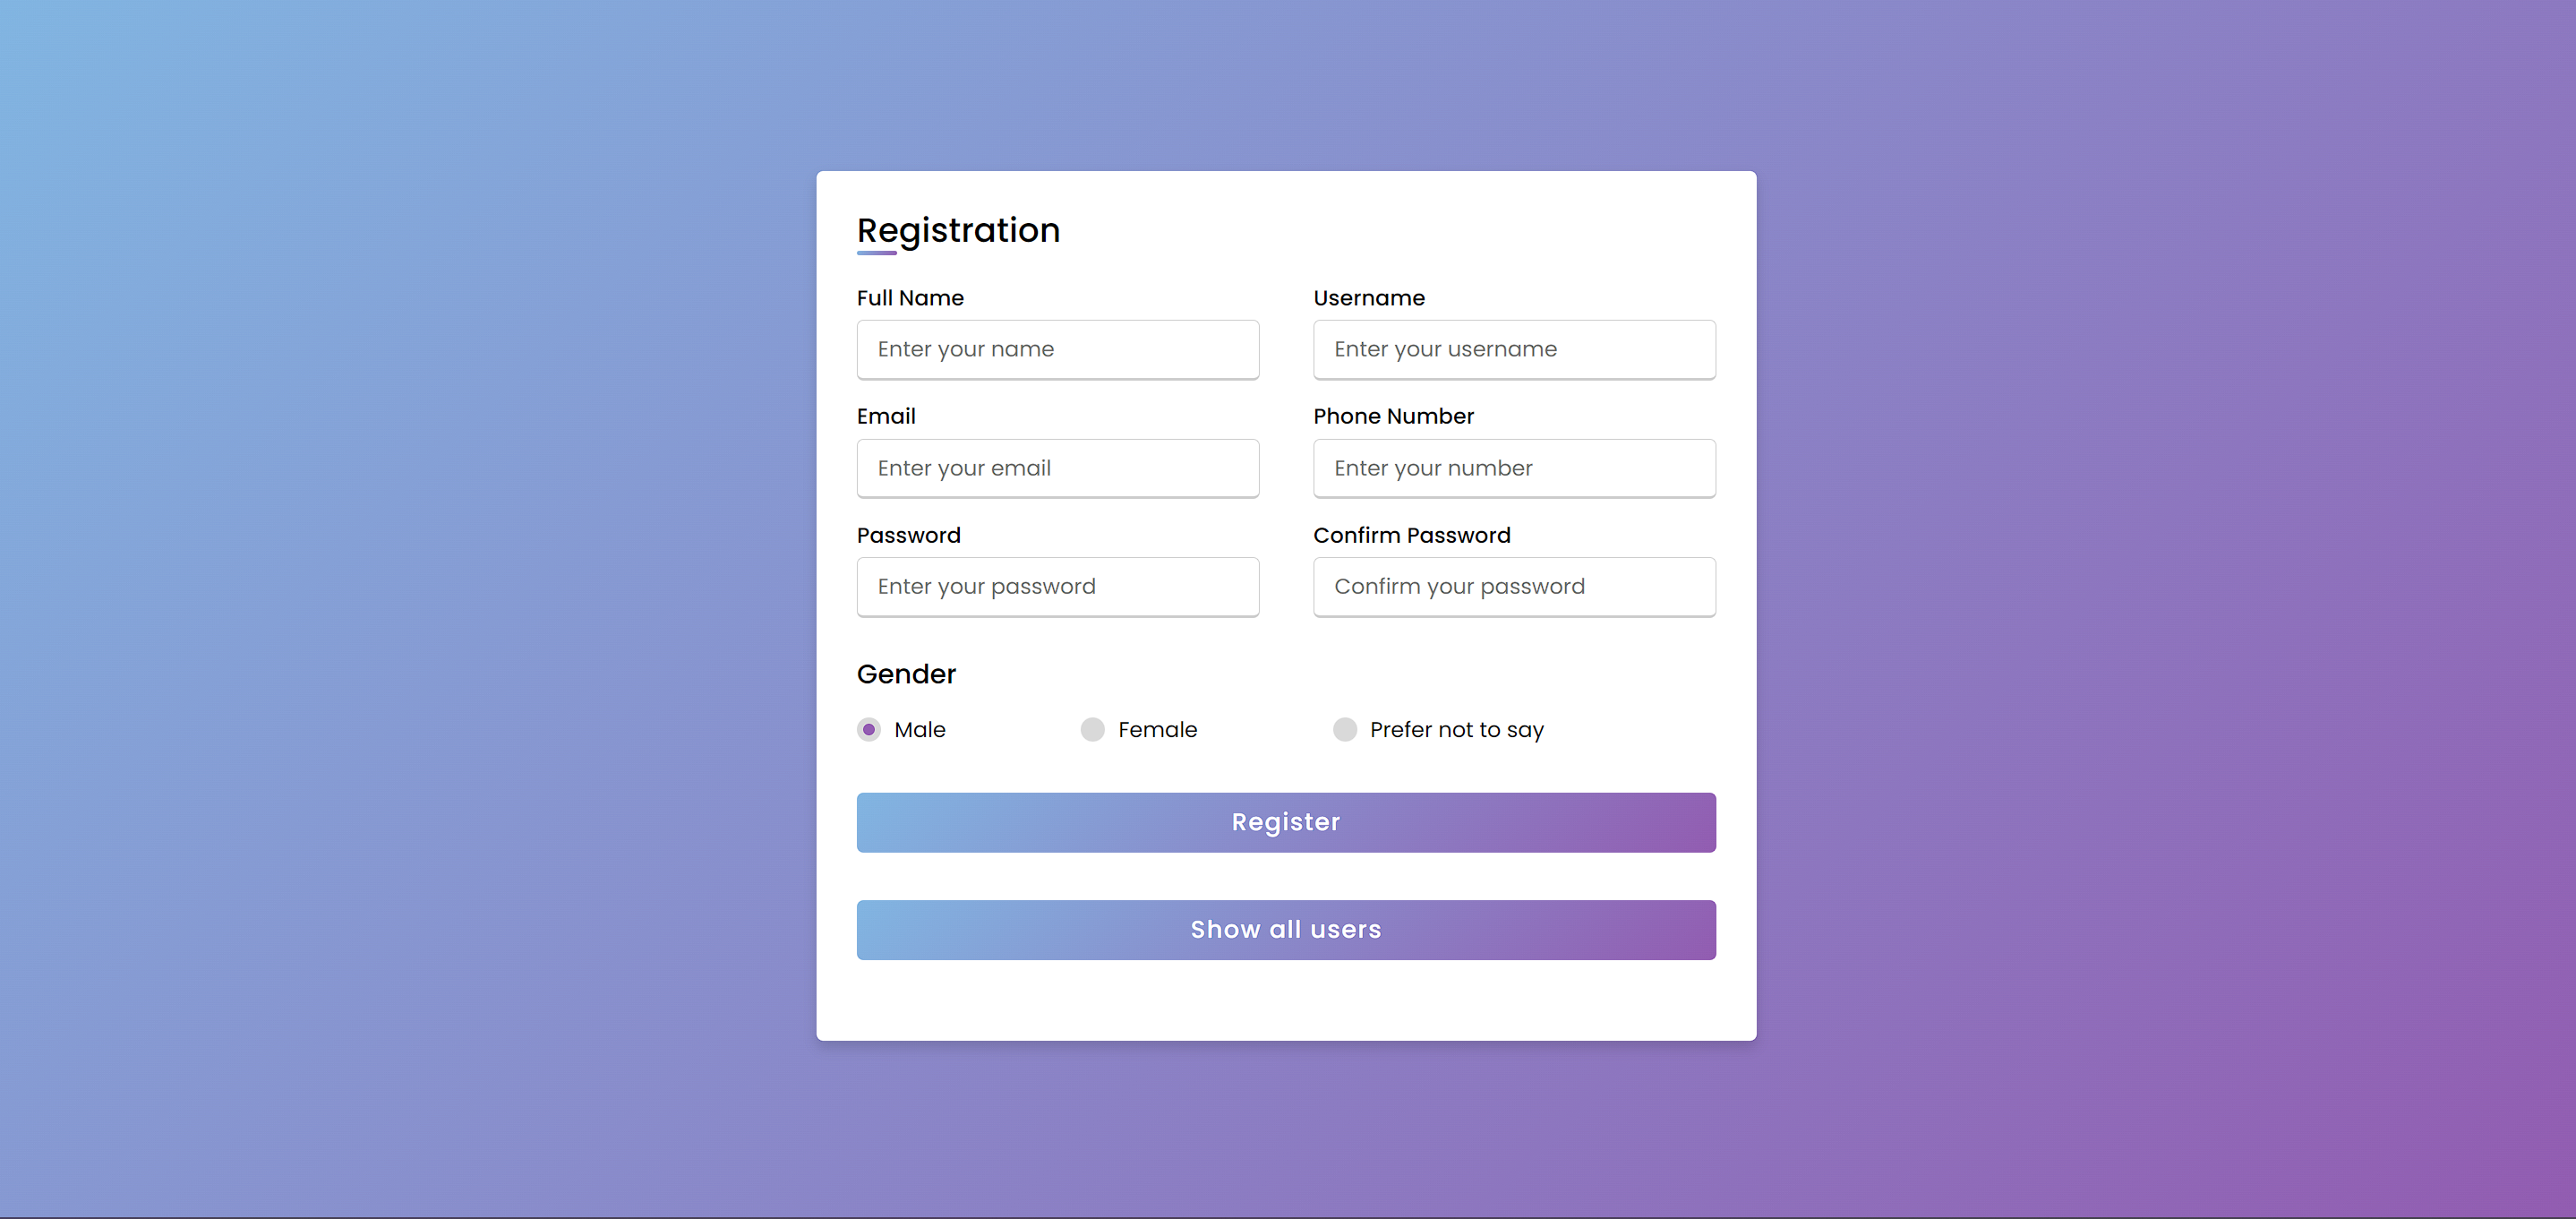 Registration
Full Name
Username
Enter your name
Enter your username
Email
Phone Number
Enter your email
Enter your number
Password
Confirm Password
Enter your password
Confirm your password
Gender
Male
Female
Prefer not to say
Register
Show all users